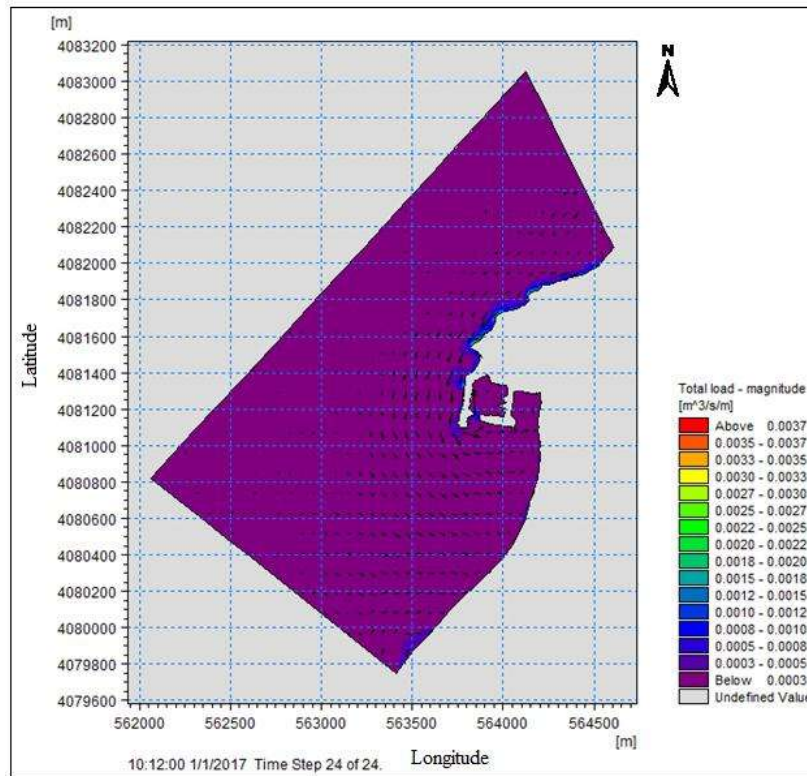 [m]
N
4083200
4083000
4082800
4082600
4082400
4082200
4082000
4081800
4081600
4081400
4081200
4081000
4080800
4080600
4080400
4080200
4080000
4079800
4079600
Latitude
562000 562500 563000 563500 564000 564500
[m]
Longitude
10:12:00 1/1/2017 Time Step 24 of 24.
Total load - magnitude
[m^3/s/m]
Above 0.0037
0.0035 - 0.0037
0.0033 - 0.0035
0.0030 - 0.0033
0.0027 - 0.0030
0.0025 - 0.0027
0.0022 - 0.0025
0.0020 - 0.0022
0.0018 - 0.0020
0.0015 - 0.0018
0.0012 - 0.0015
0.0010 - 0.0012
0.0008 - 0.0010
0.0005 - 0.0008
0.0003 - 0.0005
Below 0.0003
Undefined Value